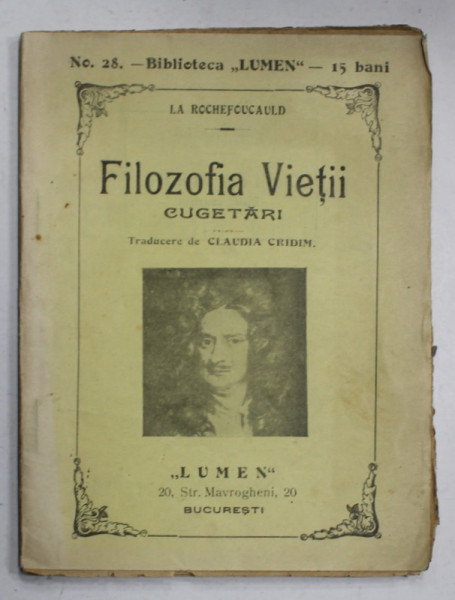 No. 28. — Biblioteca „LUMEN“ — 15 bani
LA ROCHEFOUCAULD
Filozofia Vieții
CUGETĂRI
Traducere de CLAUDIA CRIDIM.
„LUMEN“
20, Str. Mavrogheni, 20
BUCUREȘTI